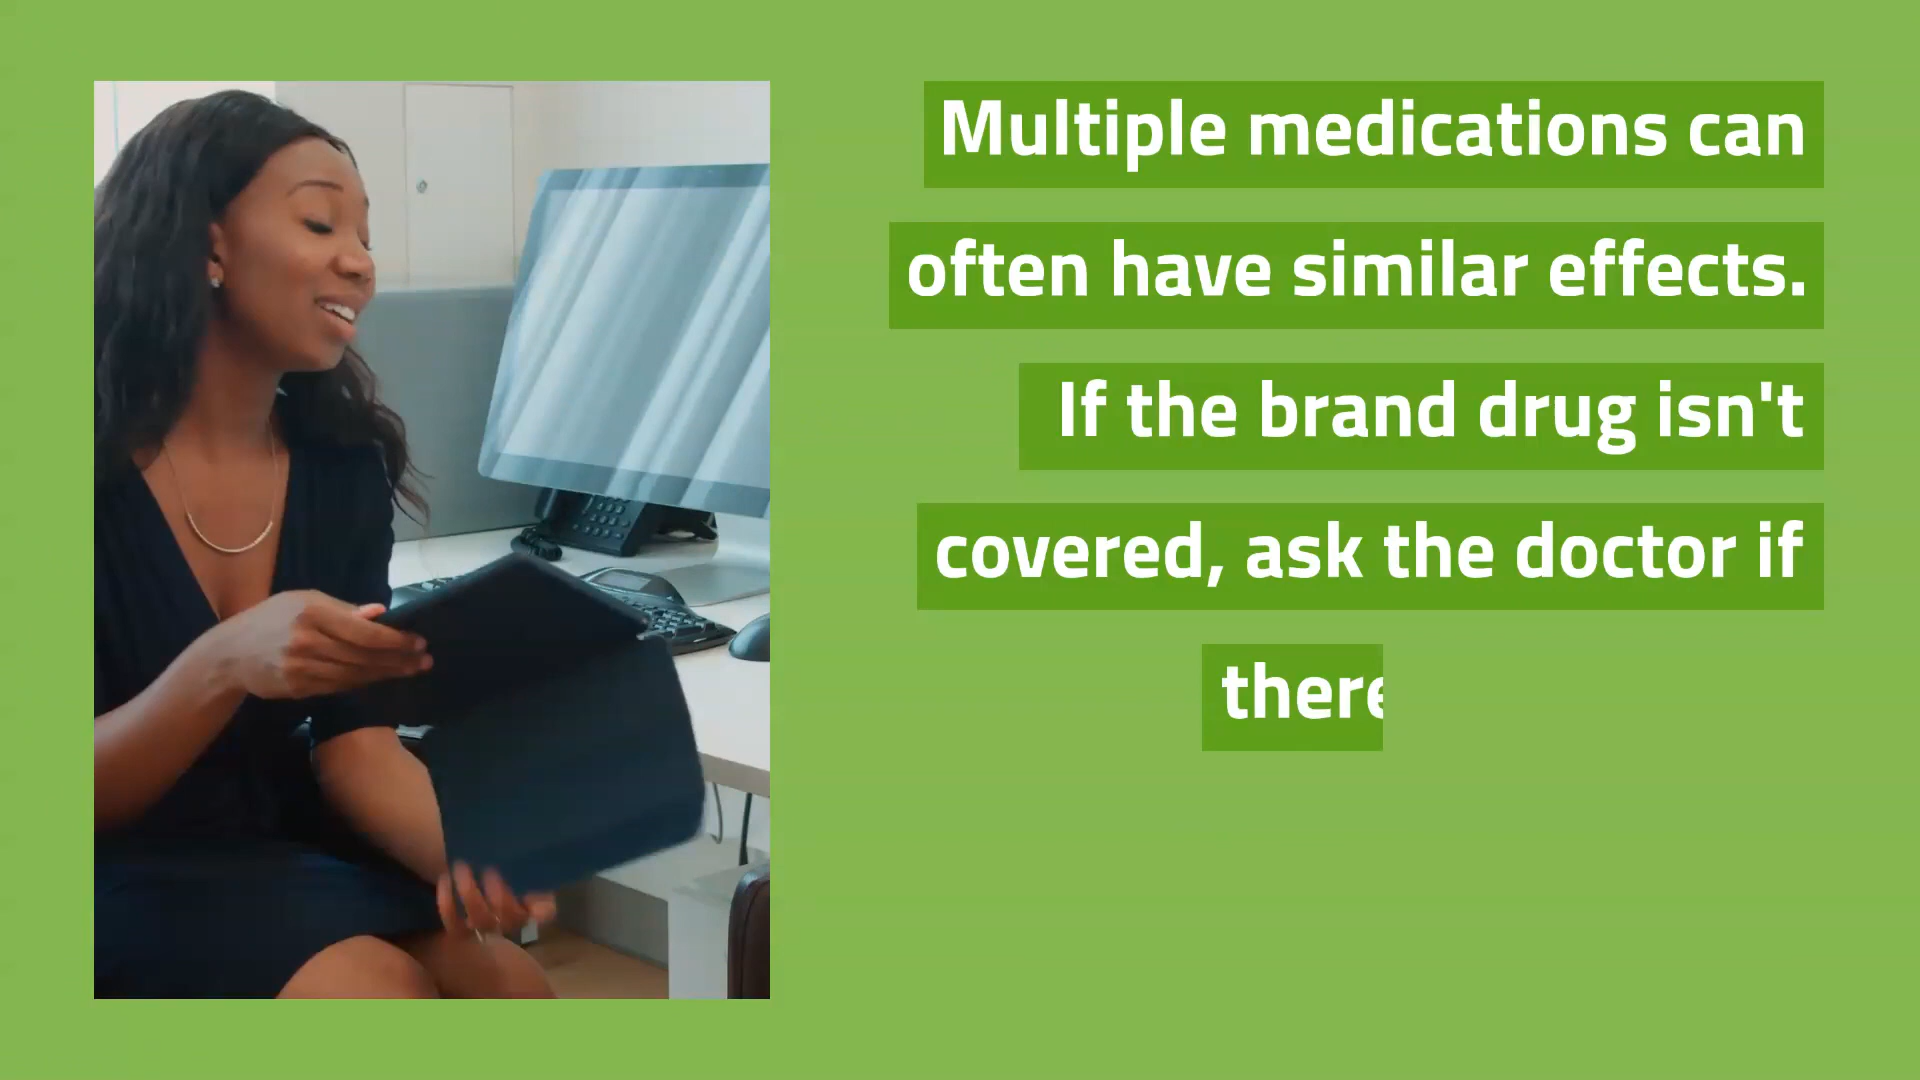 Multiple medications can
often have similar effects.
If the brand drug isn't
covered, ask the doctor if
there